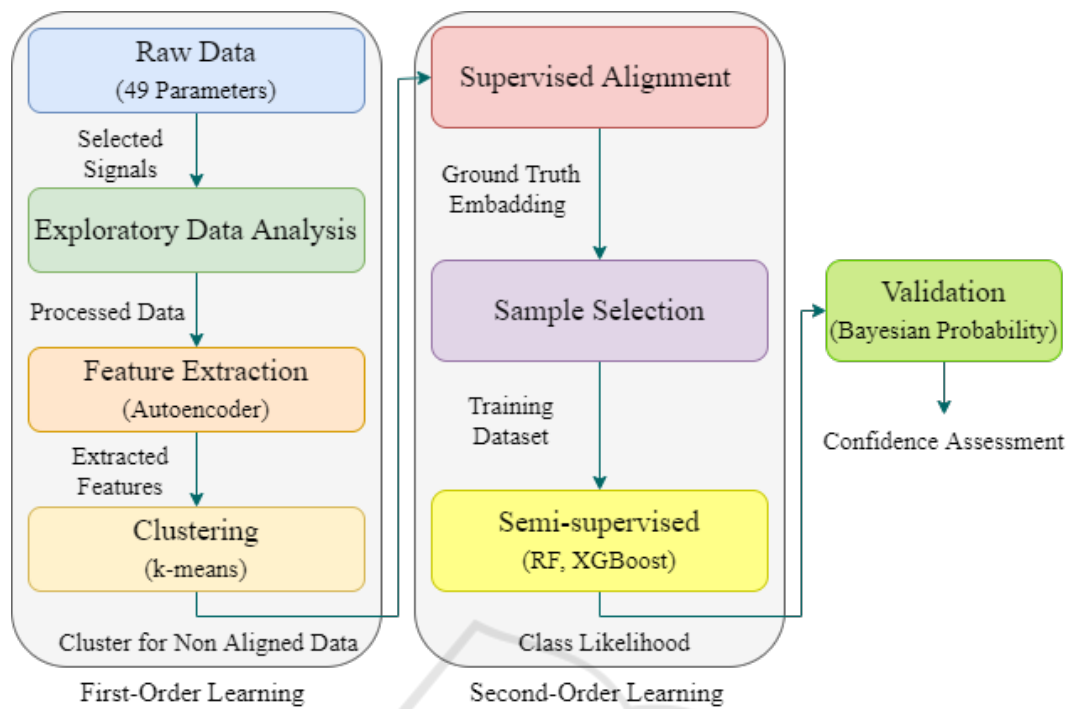 Raw Data
(49 Parameters)
Selected
Signals
Exploratory Data Analysis
Processed Data
Feature Extraction
(Autoencoder)
Extracted
Features
Clustering
(k-means)
Cluster for Non Aligned Data
First-Order Learning
Supervised Alignment
Ground Truth
Embedding
Sample Selection
Training
Dataset
Semi-supervised
(RF, XGBoost)
Class Likelihood
Second-Order Learning
Validation
(Bayesian Probability)
Confidence Assessment